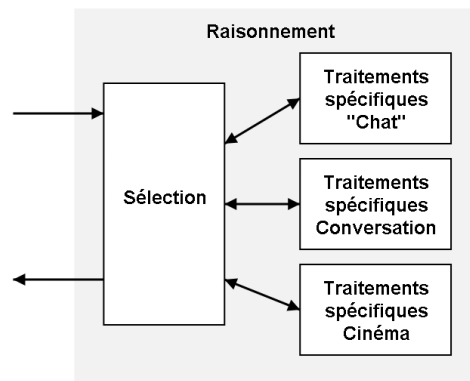 Raisonnement
Sélection
Traitements
spécifiques
"Chat"
Traitements
spécifiques
Conversation
Traitements
spécifiques
Cinéma